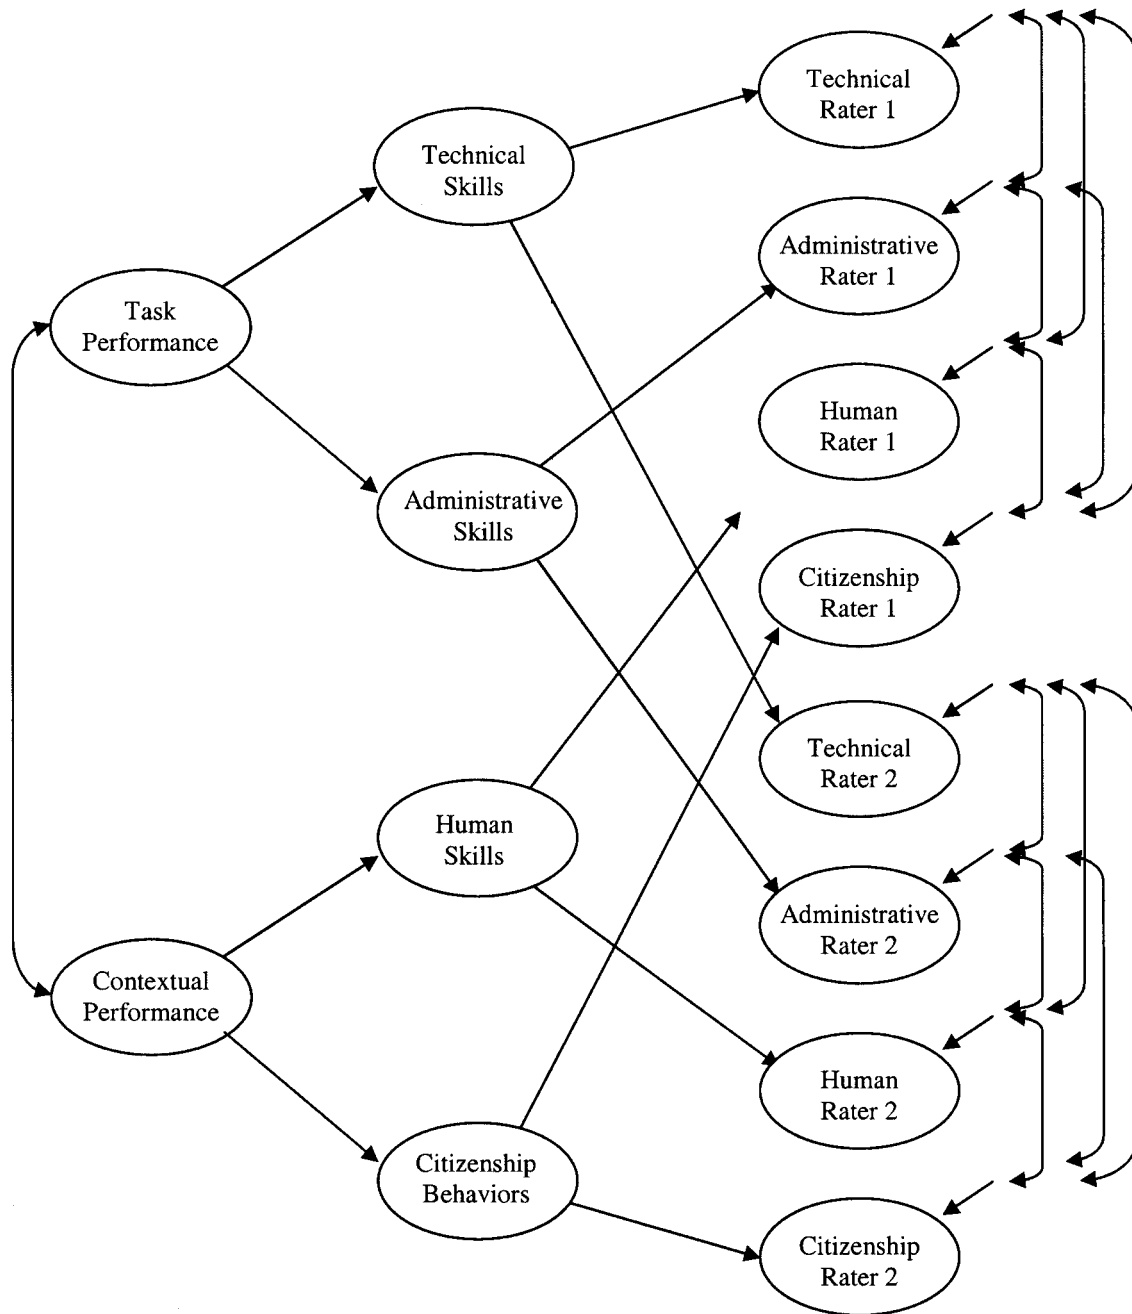 Technical
Rater 1
Technical
Skills
Administrative
Rater 1
Task
Performance
Human
Rater 1
Administrative
Skills
Citizenship
Rater 1
Technical
Rater 2
Human
Skills
Administrative
Rater 2
Contextual
Performance
Human
Rater 2
Citizenship
Behaviors
Citizenship
Rater 2